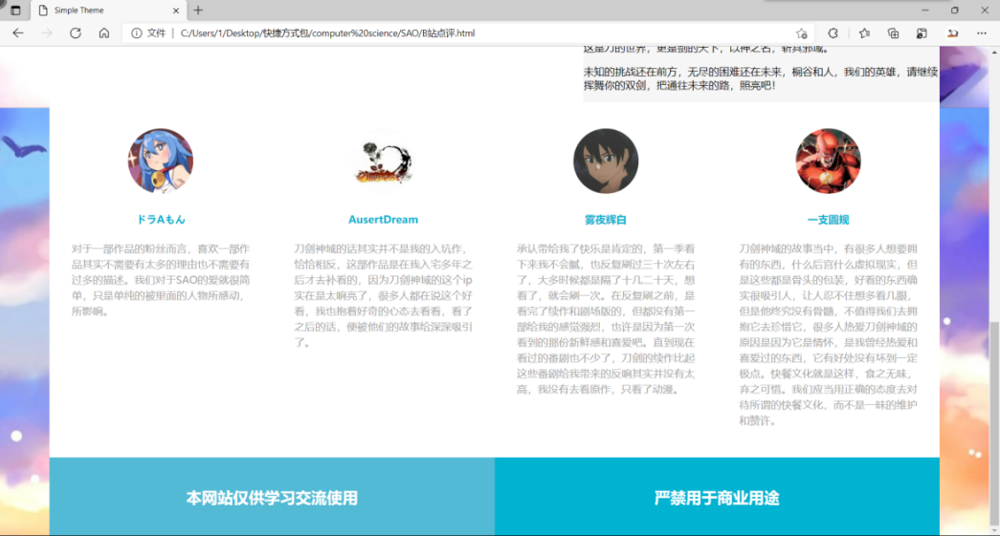 Simple Theme
文件 | C:/Users/1/Desktop/快捷方式包/computer%20science/SAO/B站点评.html
这是刀的世界，更是剑的天下，以神之名，斩其邪域。
未知的挑战还在前方，无尽的困难还在未来，桐谷和人，我们的英雄，请继续
挥舞你的双剑，把通往未来的路，照亮吧！
ドラAもん
对于一部作品的粉丝而言，喜欢一部作
品其实不需要有太多的理由也不需要有
过多的描述。我们对于SAO的爱就很简
单，只是单纯的被里面的人物所感动，
所影响。
AusertDream
刀剑神域的话其实并不是我的入坑作，
恰恰相反，这部作品是在我入宅多年之
后才去补看的，因为刀剑神域的这个ip
实在是太响亮了，很多人都在说这个好
看，我也抱着好奇的心态去看看，看了
之后的话，便被他们的故事给深深吸引
了。
雾夜辉白
承认带给我了快乐是肯定的，第一季看
下来我不会腻，也反复刷过三十次左右
了，大多时候都是隔了十几二十天，想
看了，就会刷一次。在反复刷之前，是
看完了续作和剧场版的，但都没有第一
部给我的感觉强烈，也许是因为第一次
看到的那份新鲜感和喜爱吧。直到现在
看过的番剧也不少了，刀剑的续作比起
这些番剧给我带来的反响其实并没有太
高，我没有去看原作，只看了动漫。
一支圆规
刀剑神域的故事当中，有很多人想要拥
有的东西，什么后宫什么虚拟现实，但
是这些都是骨头的包装，好看的东西确
实很吸引人，让人忍不住想多看几眼，
但是他终究没有骨髓，不值得我们去拥
抱它去珍惜它，很多人热爱刀剑神域的
原因是因为它是情怀，是我曾经热爱和
喜爱过的东西，它有好处没有坏到一定
极点。快餐文化就是这样，食之无味，
弃之可惜。我们应当用正确的态度去对
待所谓的快餐文化，而不是一昧的维护
和赞许。
本网站仅供学习交流使用
严禁用于商业用途